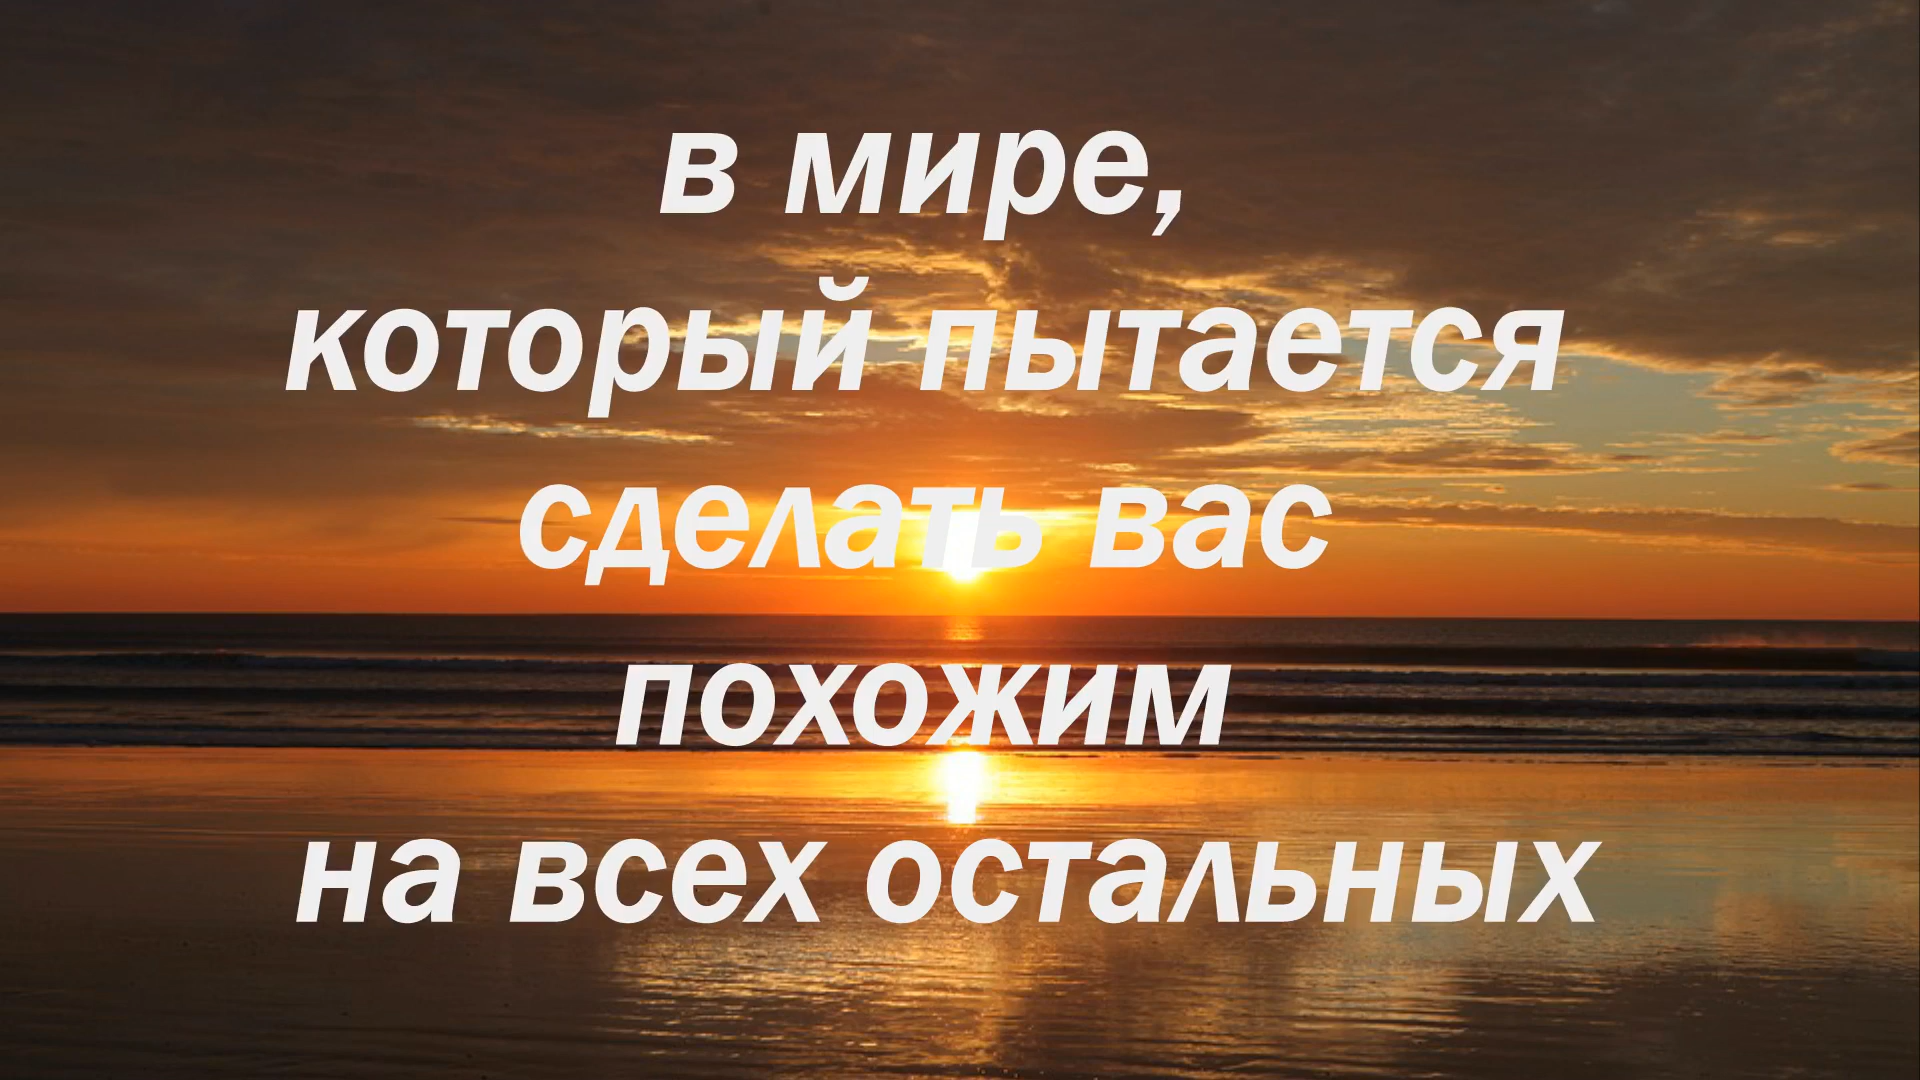 в мире,
который пытается
сделать вас
похожим
на всех остальных